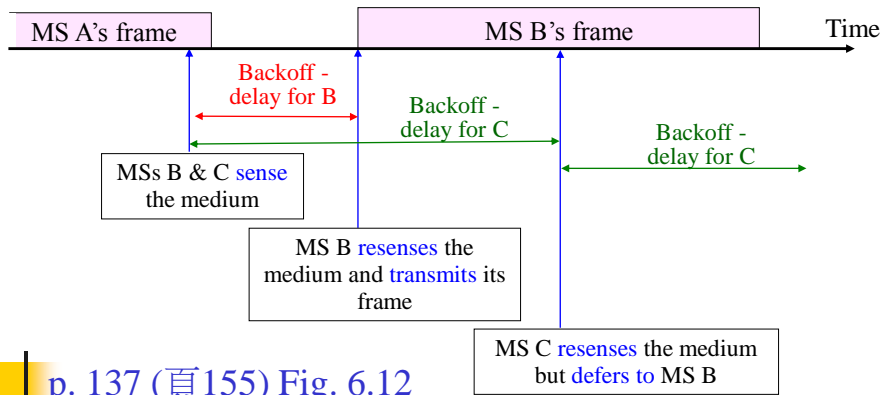 MS A's frame
MS B's frame
Time
Backoff -
delay for B
Backoff -
delay for C
Backoff -
delay for C
MSs B & C sense
the medium
MS B resenses the
medium and transmits its
frame
MS C resenses the medium
but defers to MS B
p. 137 (頁155) Fig. 6.12